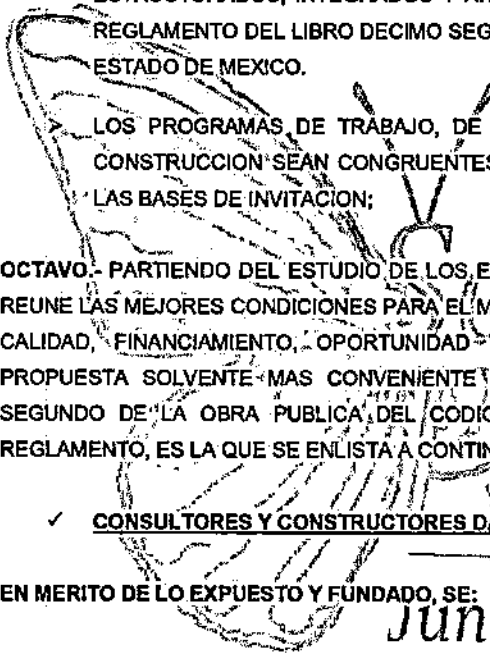 REGLAMENTO DEL LIBRO DECIMO SEG
ESTADO DE MEXICO.
LOS PROGRAMAS DE TRABAJO, DE
CONSTRUCCION SEAN CONGRUENTES
LAS BASES DE INVITACION;
OCTAVO.- PARTIENDO DEL ESTUDIO DE LOS E
REUNE LAS MEJORES CONDICIONES PARA EL M
CALIDAD, FINANCIAMIENTO, OPORTUNIDAD
PROPUESTA SOLVENTE MAS CONVENIENTE
SEGUNDO DE LA OBRA PUBLICA DEL CODIC
REGLAMENTO, ES LA QUE SE ENLISTA A CONTIN
✓ CONSULTORES Y CONSTRUCTORES DA
EN MERITO DE LO EXPUESTO Y FUNDADO, SE:
Jun